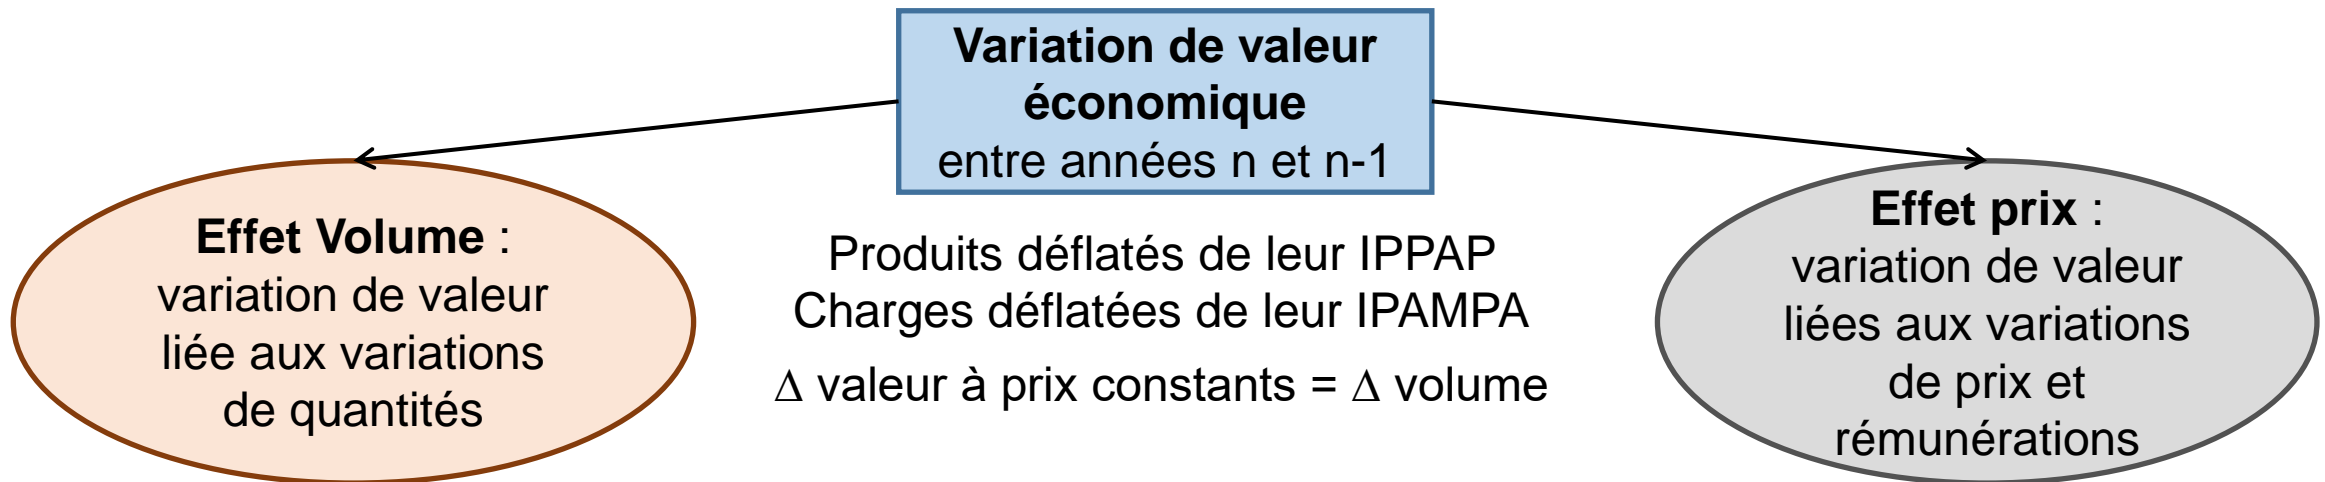 Variation de valeur
économique
entre années n et n-1
Effet Volume :
variation de valeur
liée aux variations
de quantités
Produits déflatés de leur IPPAP
Charges déflatées de leur IPAMPA
Δ valeur à prix constants = Δ volume
Effet prix :
variation de valeur
liées aux variations
de prix et
rémunérations